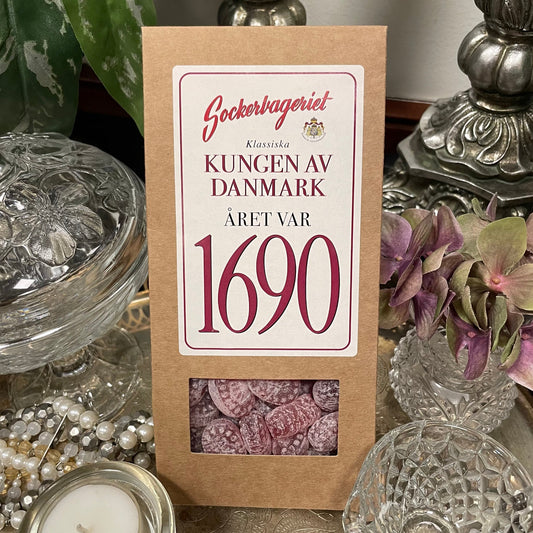 Sockerbageriet
Klassiska
KUNGEN AV
DANMARK
ÅRET VAR
1690